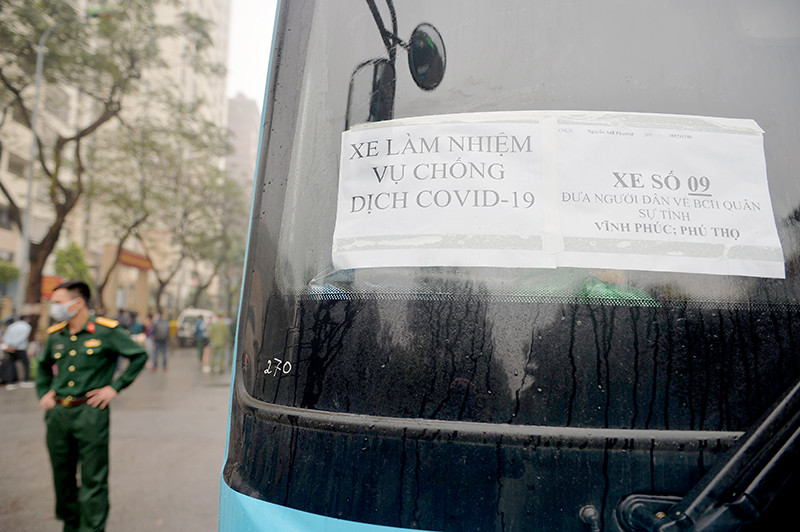 XE LÀM NHIỆM
VỤ CHỐNG
DỊCH COVID-19
XE SỐ 09
ĐƯA NGƯỜI DÂN VỀ BCH QUÂN
SỰ TỈNH
VĨNH PHÚC; PHÚ THỌ
270